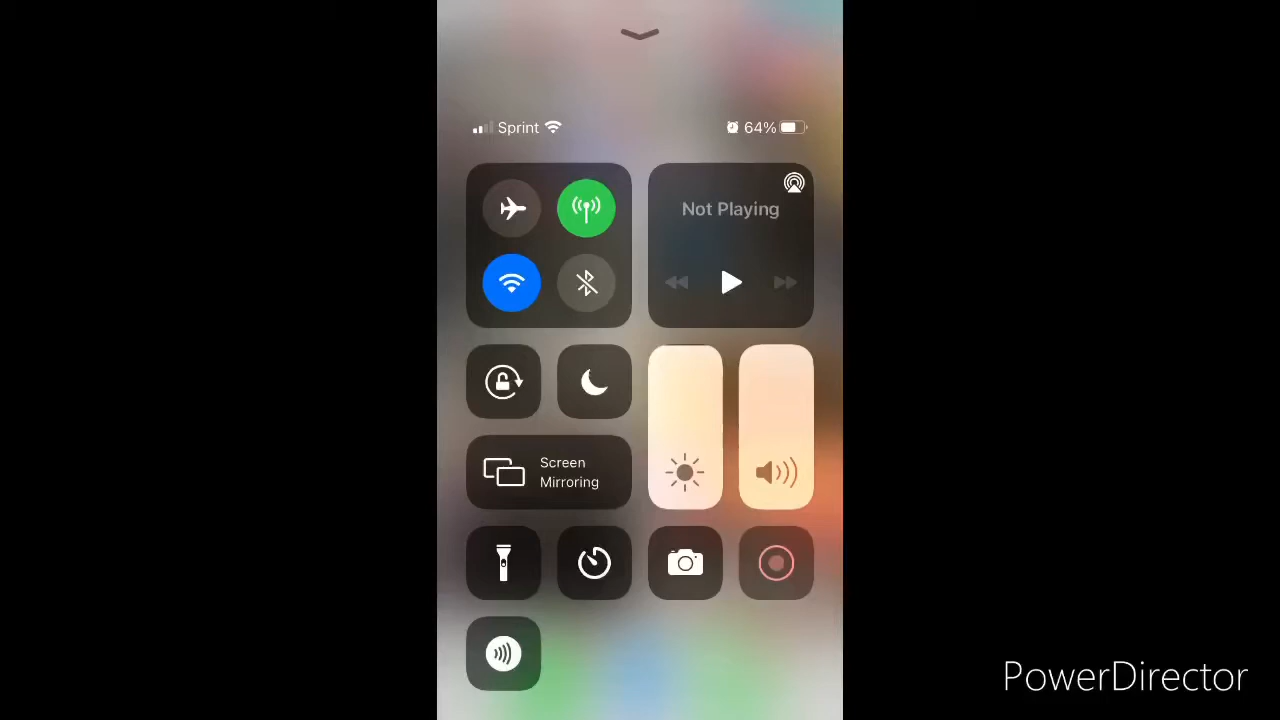 Sprint 64%
Not Playing
Screen
Mirroring
PowerDirector